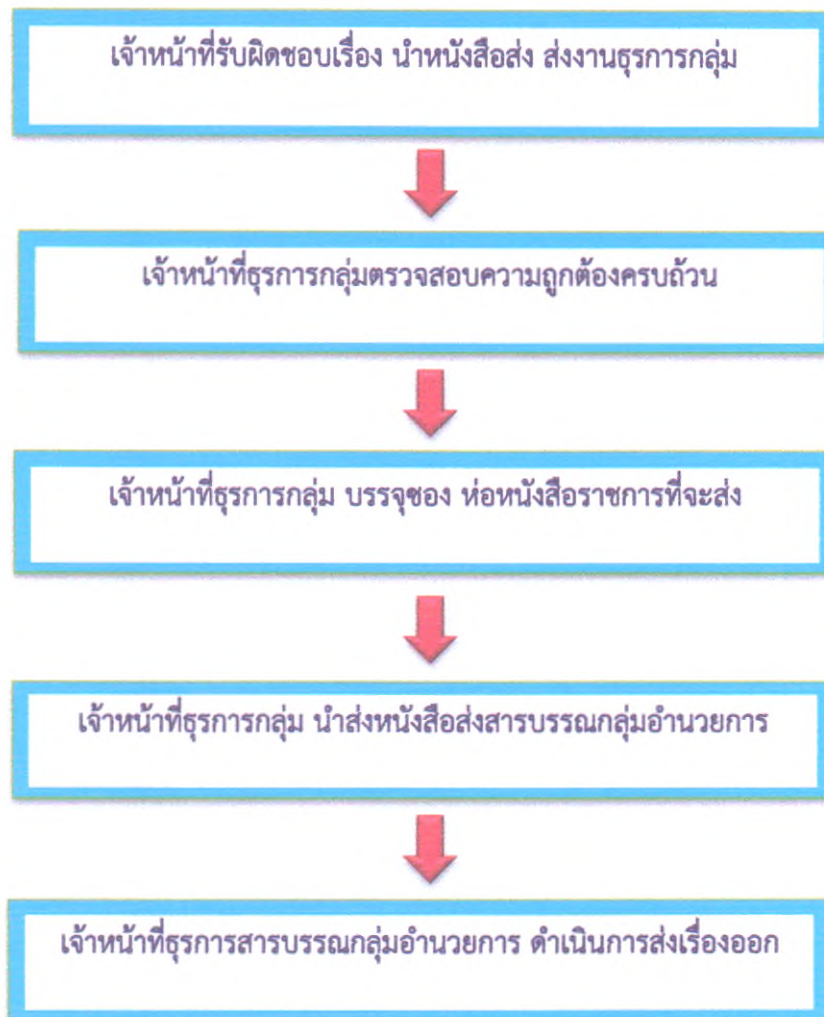 เจ้าหน้าที่รับผิดชอบเรื่อง นำหนังสือส่ง ส่งงานธุรการกลุ่ม
เจ้าหน้าที่ธุรการกลุ่มตรวจสอบความถูกต้องครบถ้วน
เจ้าหน้าที่ธุรการกลุ่ม บรรจุซอง ห่อหนังสือราชการที่จะส่ง
เจ้าหน้าที่ธุรการกลุ่ม นำส่งหนังสือส่งสารบรรณกลุ่มอำนวยการ
เจ้าหน้าที่ธุรการสารบรรณกลุ่มอำนวยการ ดำเนินการส่งเรื่องออก